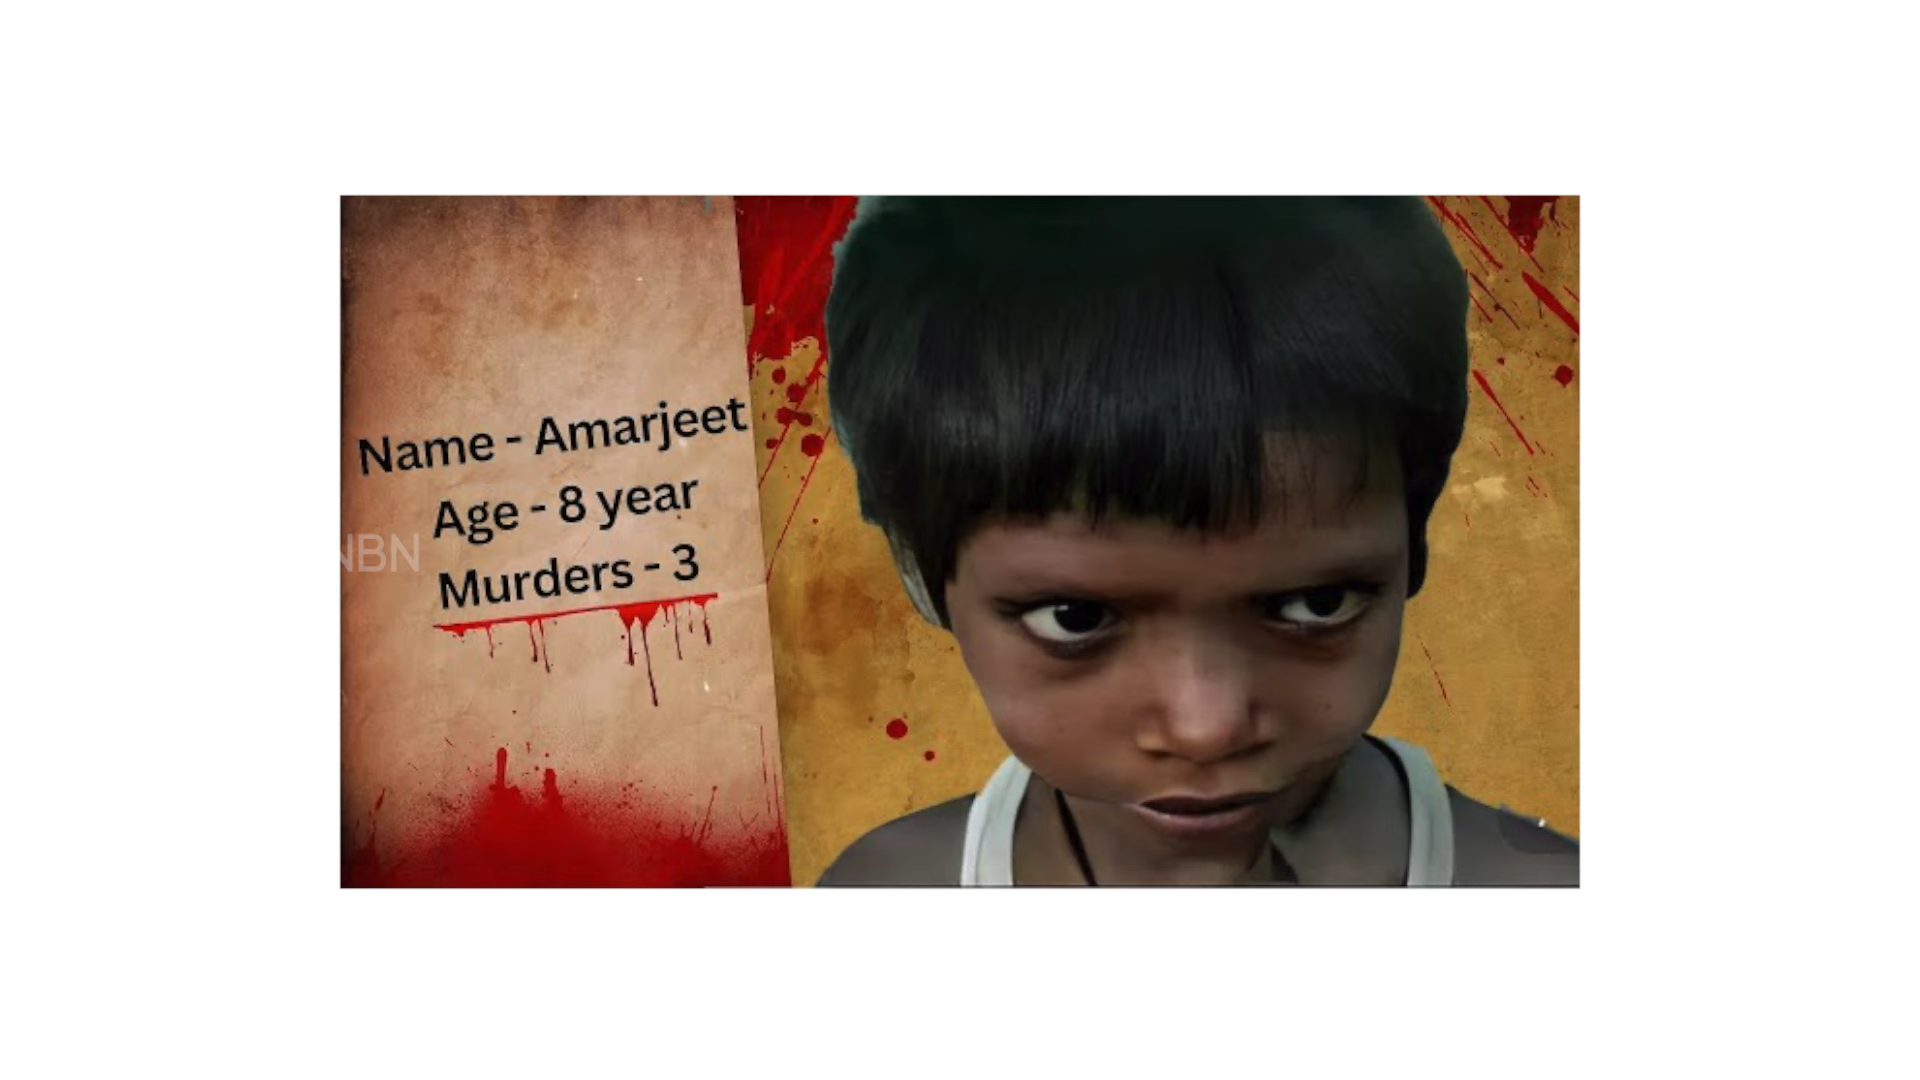 Name - Amarjeet
Age - 8 year
Murders - 3
NBN